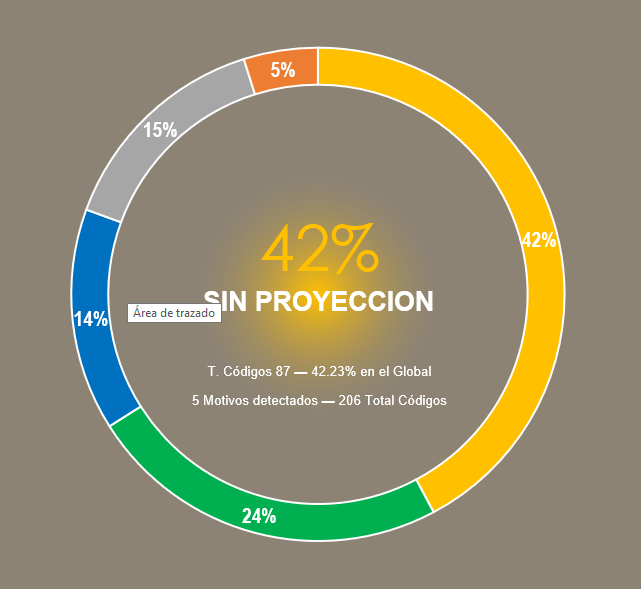 5%
15%
42%
42%
SIN PROYECCION
Área de trazado
14%
T. Códigos 87 — 42.23% en el Global
5 Motivos detectados — 206 Total Códigos
24%